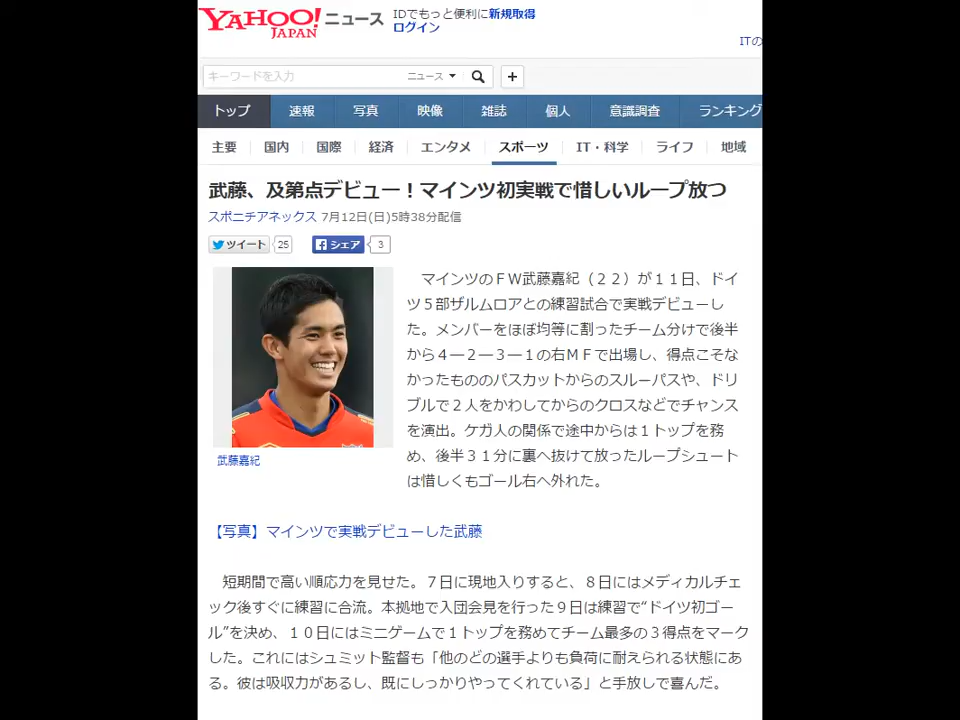 YAHOO! JAPAN ニュース
IDでもっと便利に新規取得
ログイン
ITの
キーワードを入力 ニュース
トップ 速報 写真 映像 雑誌 個人 意識調査 ランキング
主要 国内 国際 経済 エンタメ スポーツ IT・科学 ライフ 地域
武藤、及第点デビュー！マインツ初実戦で惜しいループ放つ
スポニチアネックス 7月12日(日)5時38分配信
ツイート 25 シェア 3
マインツのＦＷ武藤嘉紀（２２）が１１日、ドイ
ツ５部ザルムロアとの練習試合で実戦デビューし
た。メンバーをほぼ均等に割ったチーム分けで後半
から４―２―３―１の右ＭＦで出場し、得点こそな
かったもののパスカットからのスルーパスや、ドリ
ブルで２人をかわしてからのクロスなどでチャンス
を演出。ケガ人の関係で途中からは１トップを務
め、後半３１分に裏へ抜けて放ったループシュート
は惜しくもゴール右へ外れた。
武藤嘉紀
【写真】マインツで実戦デビューした武藤
短期間で高い順応力を見せた。７日に現地入りすると、８日にはメディカルチェ
ック後すぐに練習に合流。本拠地で入団会見を行った９日は練習で“ドイツ初ゴー
ル”を決め、１０日にはミニゲームで１トップを務めてチーム最多の３得点をマーク
した。これにはシュミット監督も「他のどの選手よりも負荷に耐えられる状態にあ
る。彼は吸収力があるし、既にしっかりやってくれている」と手放しで喜んだ。